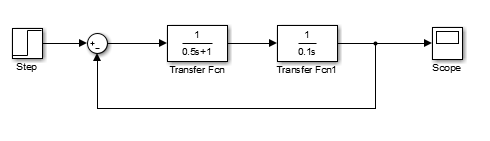 Step
+
-
1
0.5s+1
Transfer Fcn
1
0.1s
Transfer Fcn1
Scope